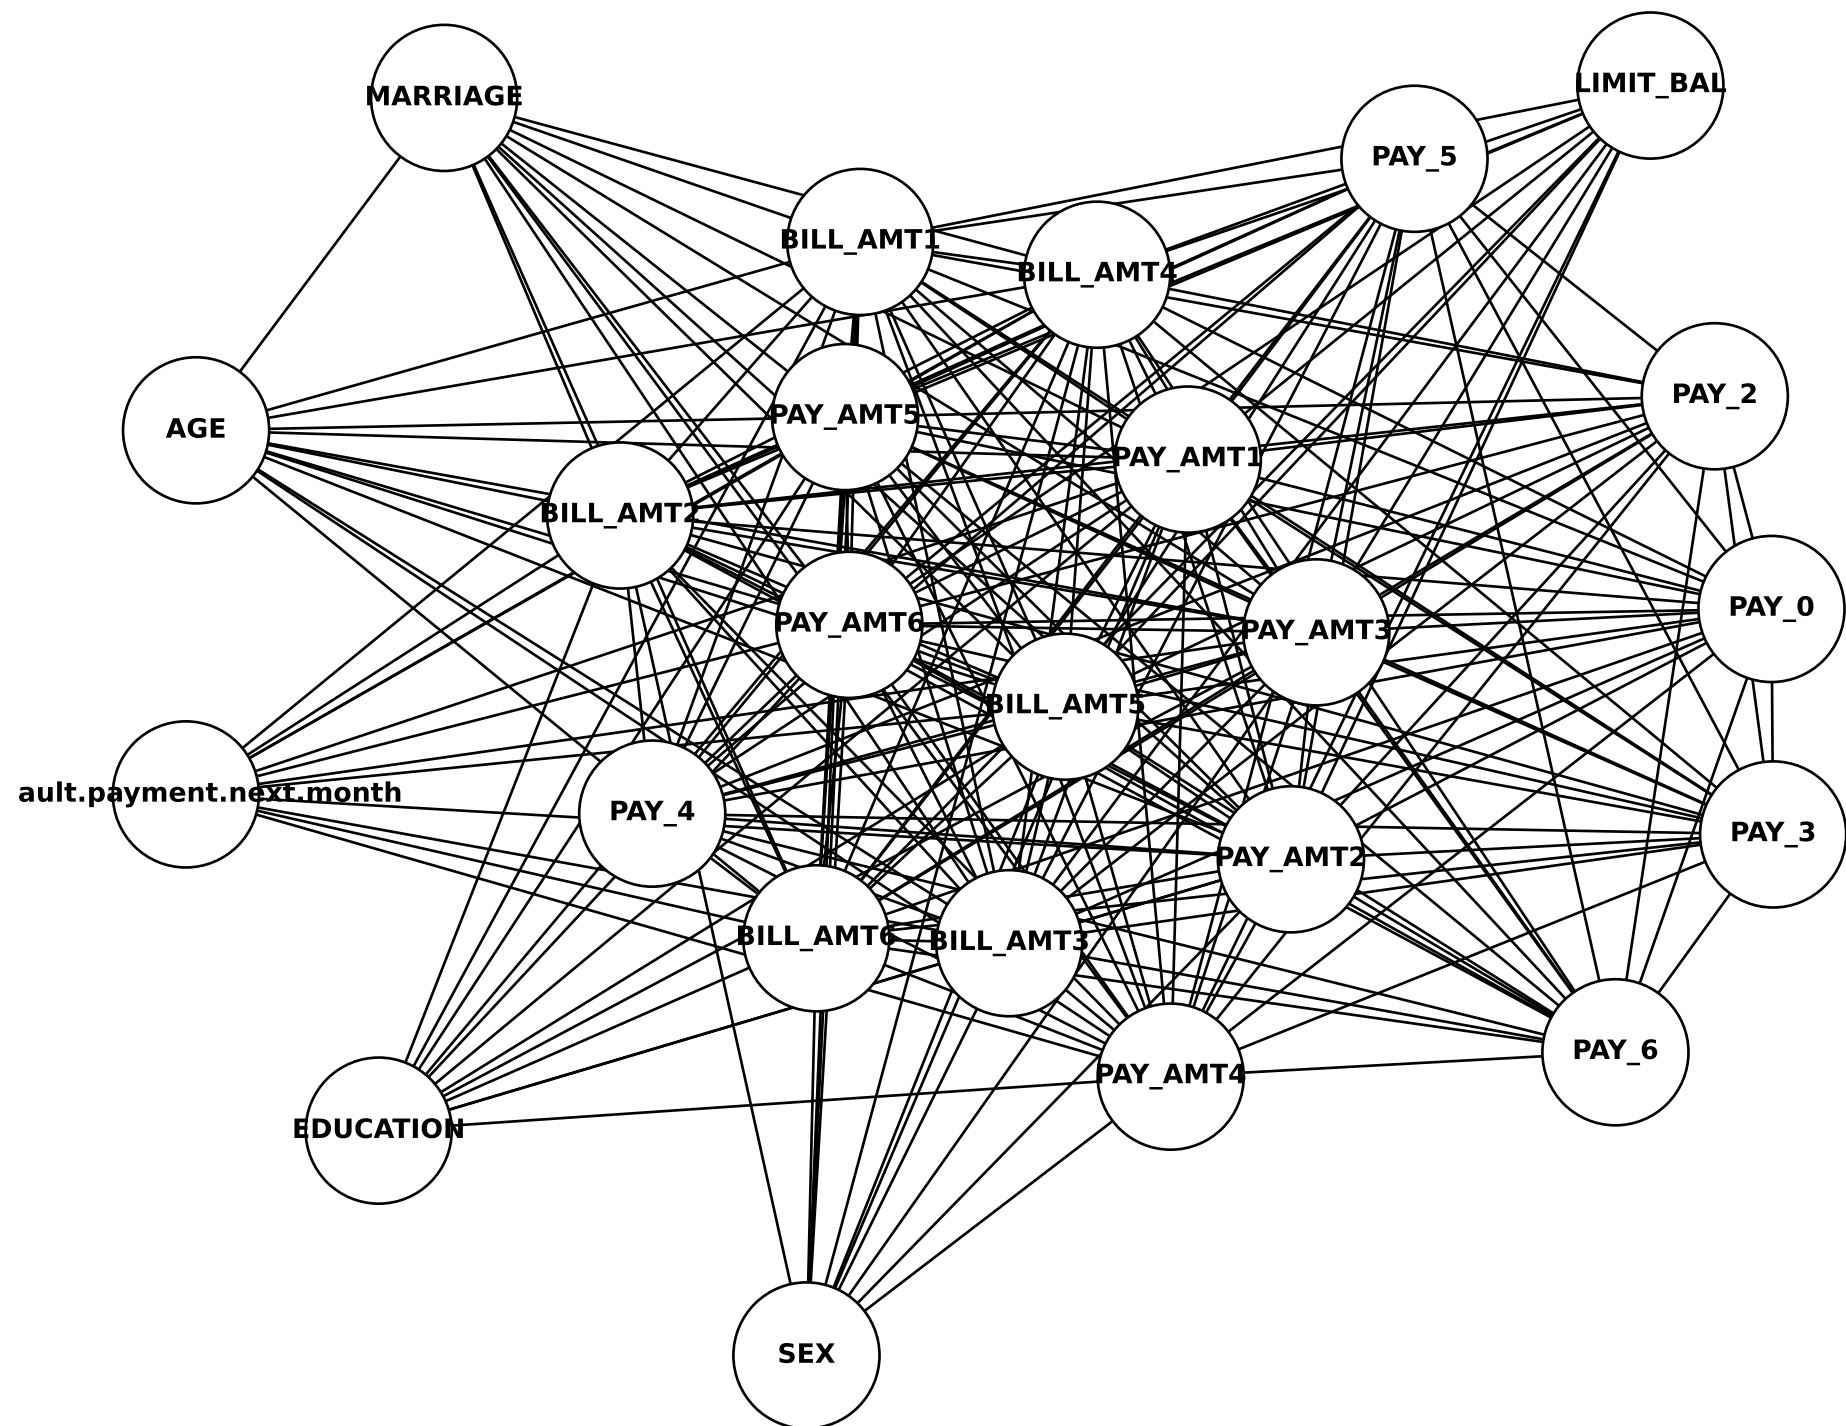 LIMIT_BAL
MARRIAGE
PAY_5
BILL_AMT1
BILL_AMT4
PAY_2
PAY_AMT5
AGE
PAY_AMT1
BILL_AMT2
PAY_0
PAY_AMT6
PAY_AMT3
BILL_AMT5
ault.payment.next.month
PAY_4
PAY_3
PAY_AMT2
BILL_AMT6
BILL_AMT3
PAY_6
PAY_AMT4
EDUCATION
SEX